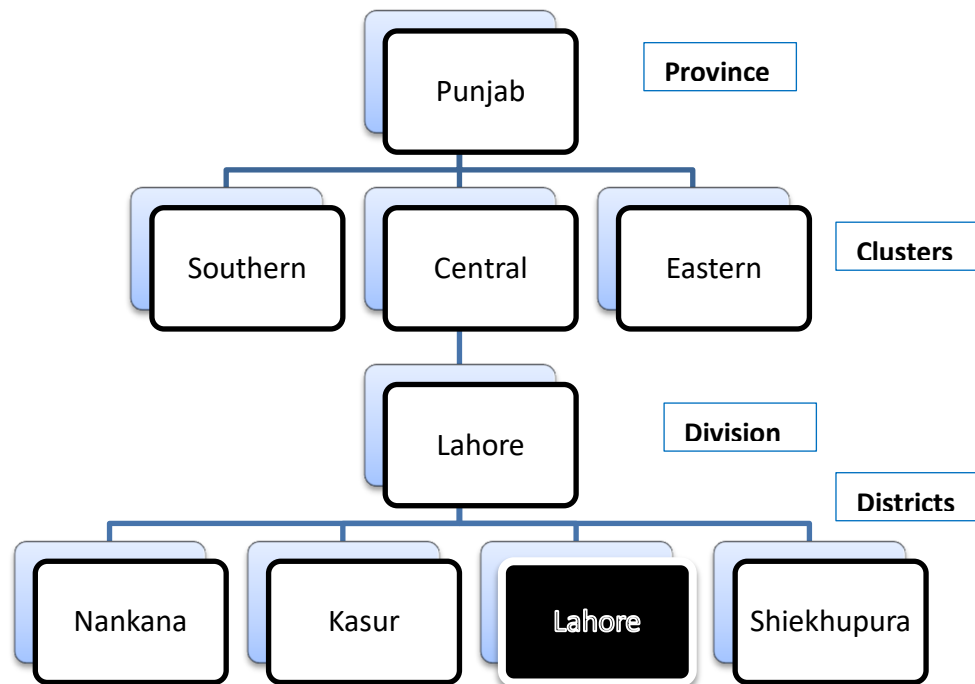 Punjab
Province
Southern
Central
Eastern
Clusters
Lahore
Division
Districts
Nankana
Kasur
Lahore
Shiekhupura